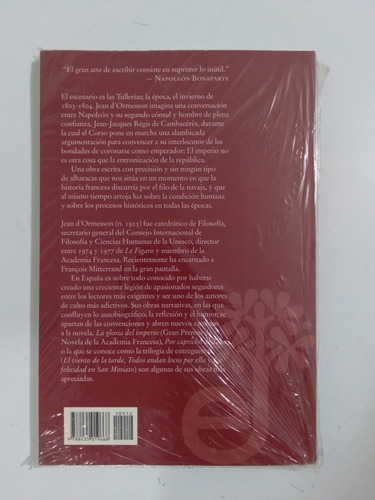 "El gran arte de escribir consiste en suprimir lo inútil."
— Napoleón Bonaparte
El escenario es las Tullerías; la época, el invierno de
1803-1804. Jean d'Ormesson imagina una conversación
entre Napoleón y su segundo cónsul y hombre de plena
confianza, Jean-Jacques Régis de Cambacérès, durante
la cual el Corso pone en marcha una alambicada
argumentación para convencer a su interlocutor de las
bondades de coronarse como emperador: El imperio no
es otra cosa que la entronización de la república.
Una obra escrita con precisión y sin ningún tipo
de alharacas que nos sitúa en un momento en que la
historia francesa discurría por el filo de la navaja, y que
al mismo tiempo arroja luz sobre la condición humana
y sobre los procesos históricos en todas las épocas.
Jean d'Ormesson (n. 1925) fue catedrático de Filosofía,
secretario general del Consejo Internacional de
Filosofía y Ciencias Humanas de la Unesco, director
entre 1974 y 1977 de Le Figaro y miembro de la
Academia Francesa. Recientemente ha encarnado a
François Mitterrand en la gran pantalla.
En España es sobre todo conocido por haberse
creado una creciente legión de apasionados seguidores
entre los lectores más exigentes y ser uno de los autores
de culto más adictivos. Sus obras narrativas, en las que
confluyen lo autobiográfico, la reflexión y el humor, se
apartan de las convenciones y abren nuevos caminos
a la novela. La gloria del imperio (Gran Premio de
Novela de la Academia Francesa), Por capricho
o la que se conoce como la trilogía de entreguerras
(El viento de la tarde, Todos andan locos por ella y La
felicidad en San Miniato) son algunas de sus obras más
apreciadas.
10512
9788435019668